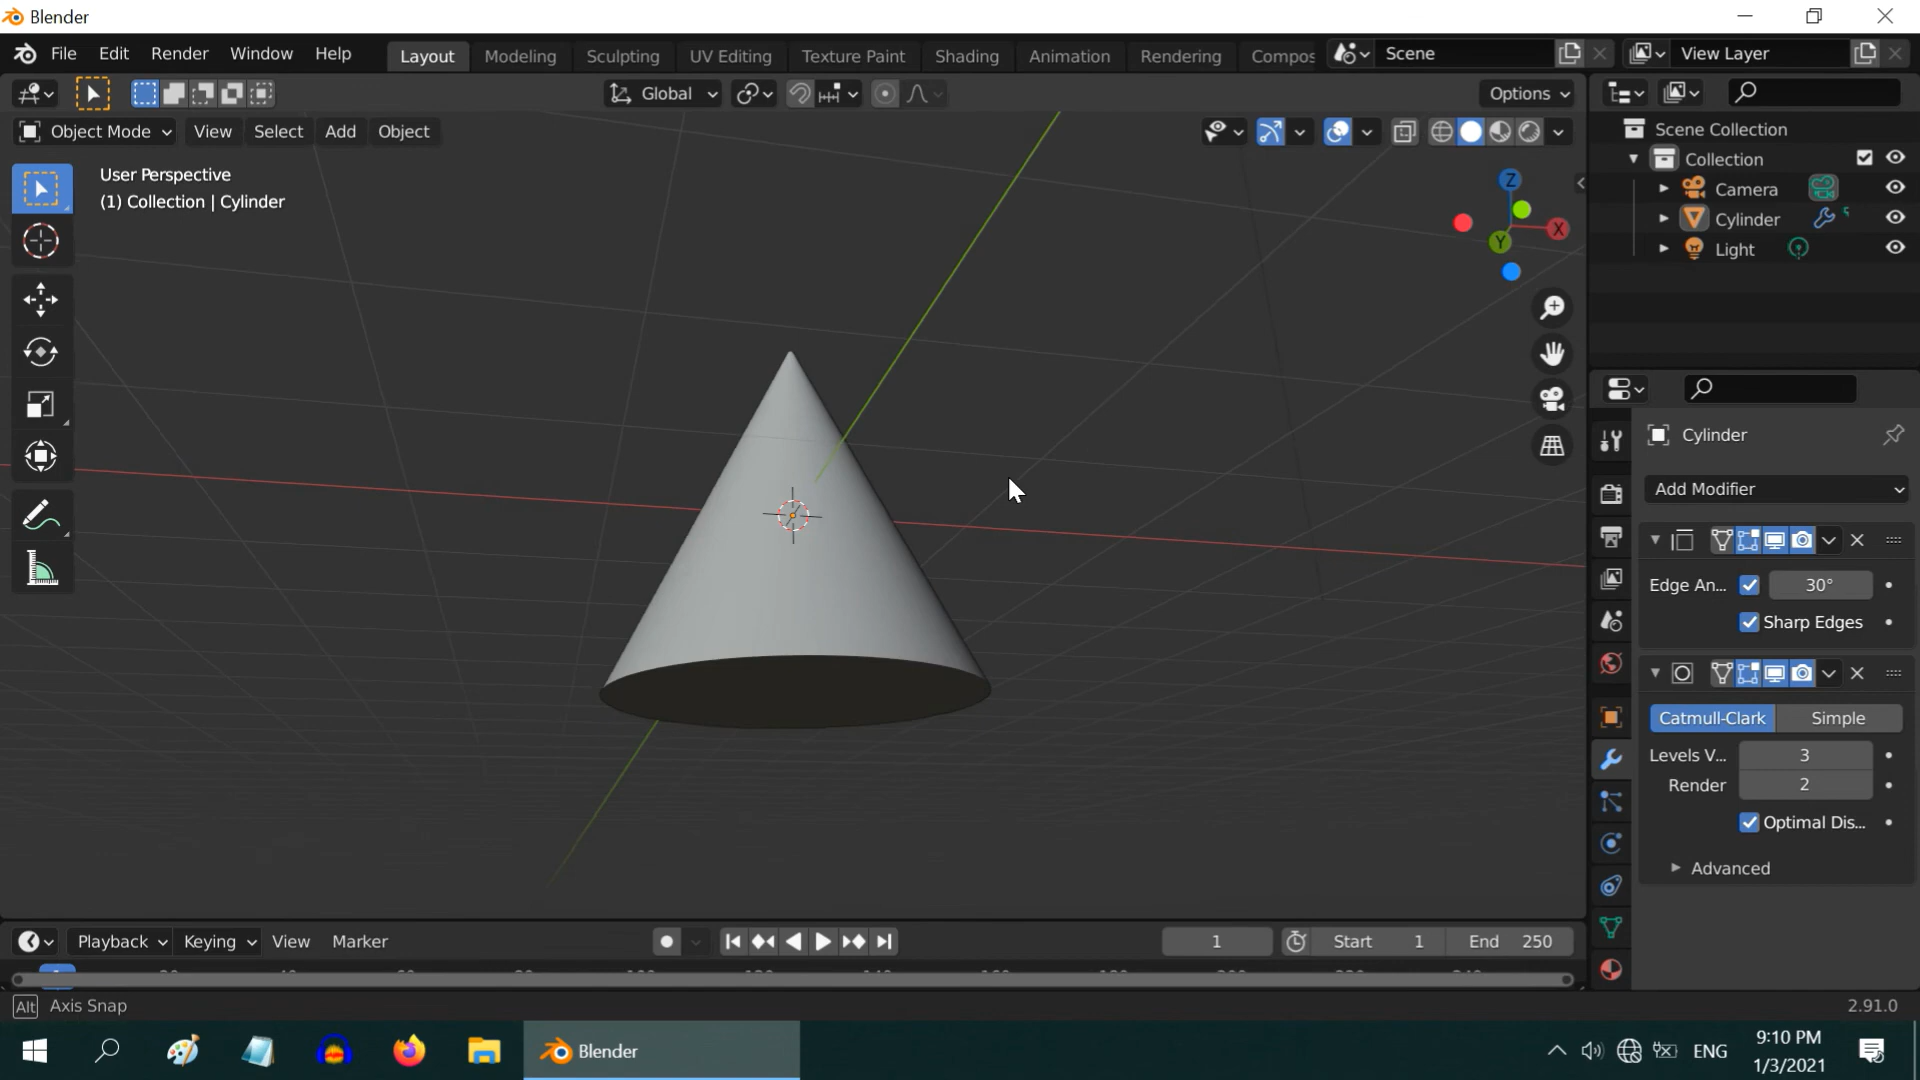 Blender
File Edit Render Window Help Layout Modeling Sculpting UV Editing Texture Paint Shading Animation Rendering Compos Scene View Layer
Global Options
Object Mode View Select Add Object
User Perspective
(1) Collection | Cylinder
Z
X
Y
Scene Collection
Collection
Camera
Cylinder
Light
Cylinder
Add Modifier
Edge An... 30°
Sharp Edges
Catmull-Clark Simple
Levels V... 3
Render 2
Optimal Dis...
Advanced
Playback Keying View Marker 1 Start 1 End 250
Alt Axis Snap 2.91.0
Blender ENG
9:10 PM
1/3/2021